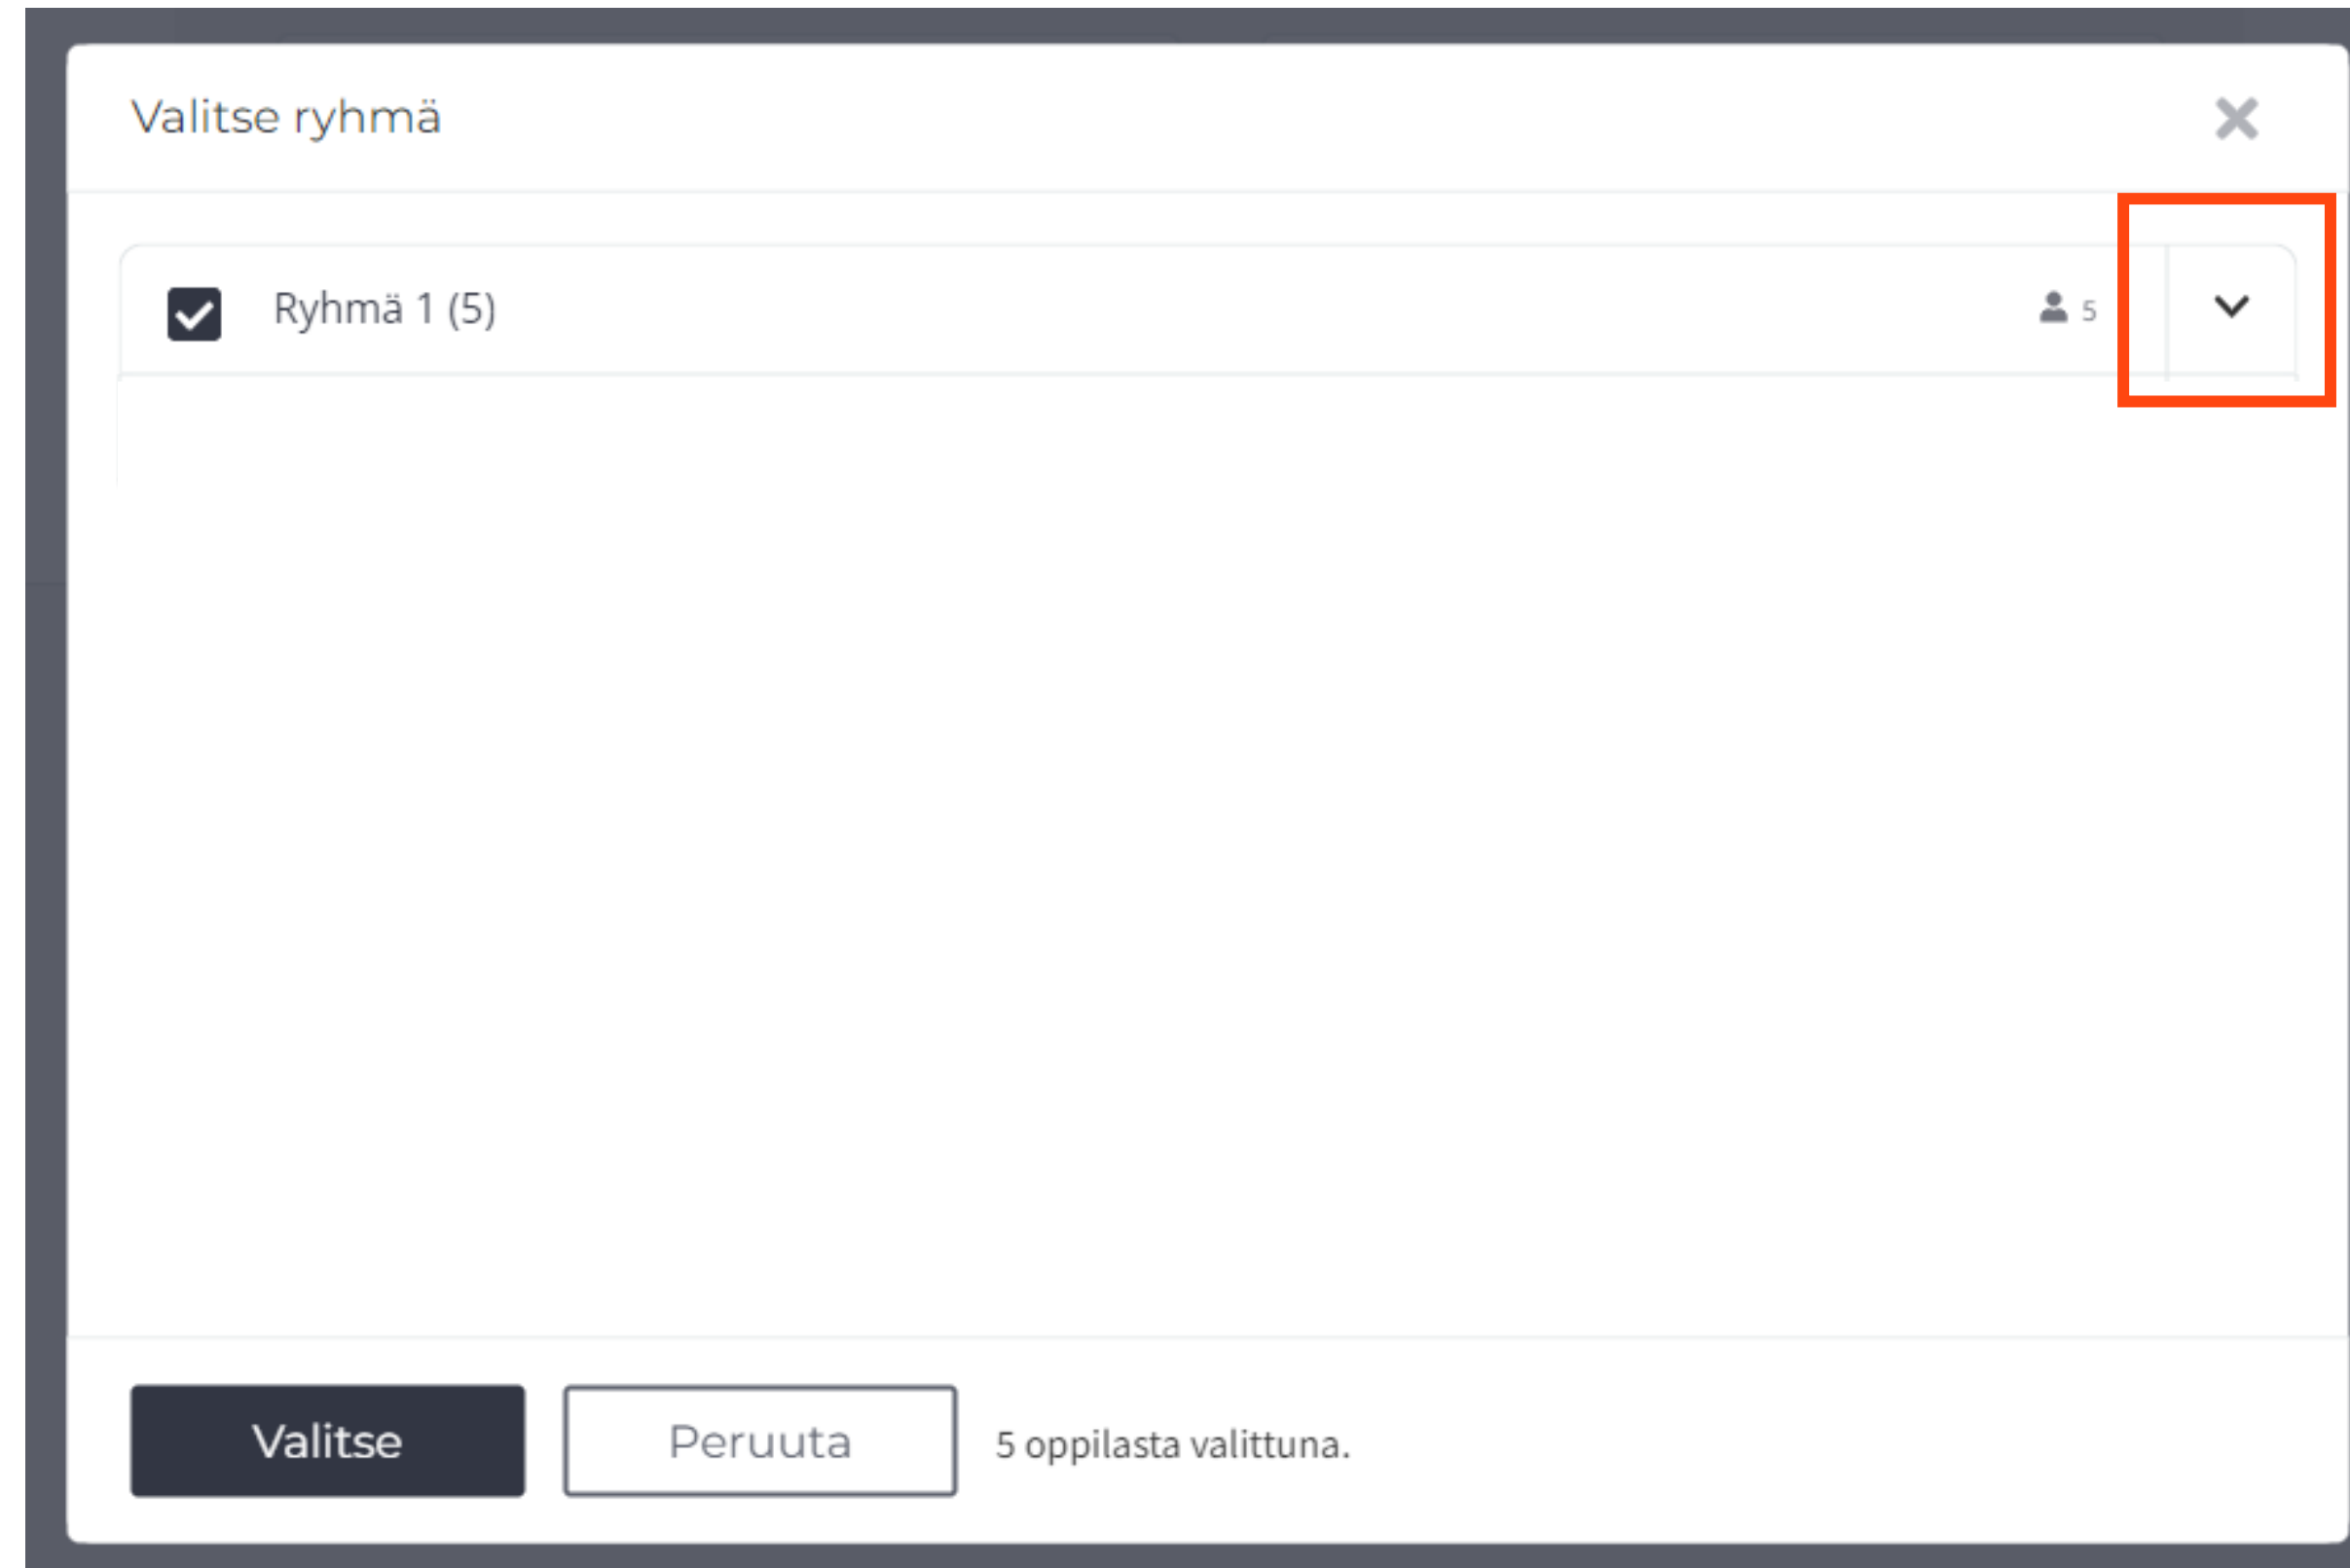 Valitse ryhmä
Ryhmä 1 (5)
5
Valitse
Peruuta
5 oppilasta valittuna.